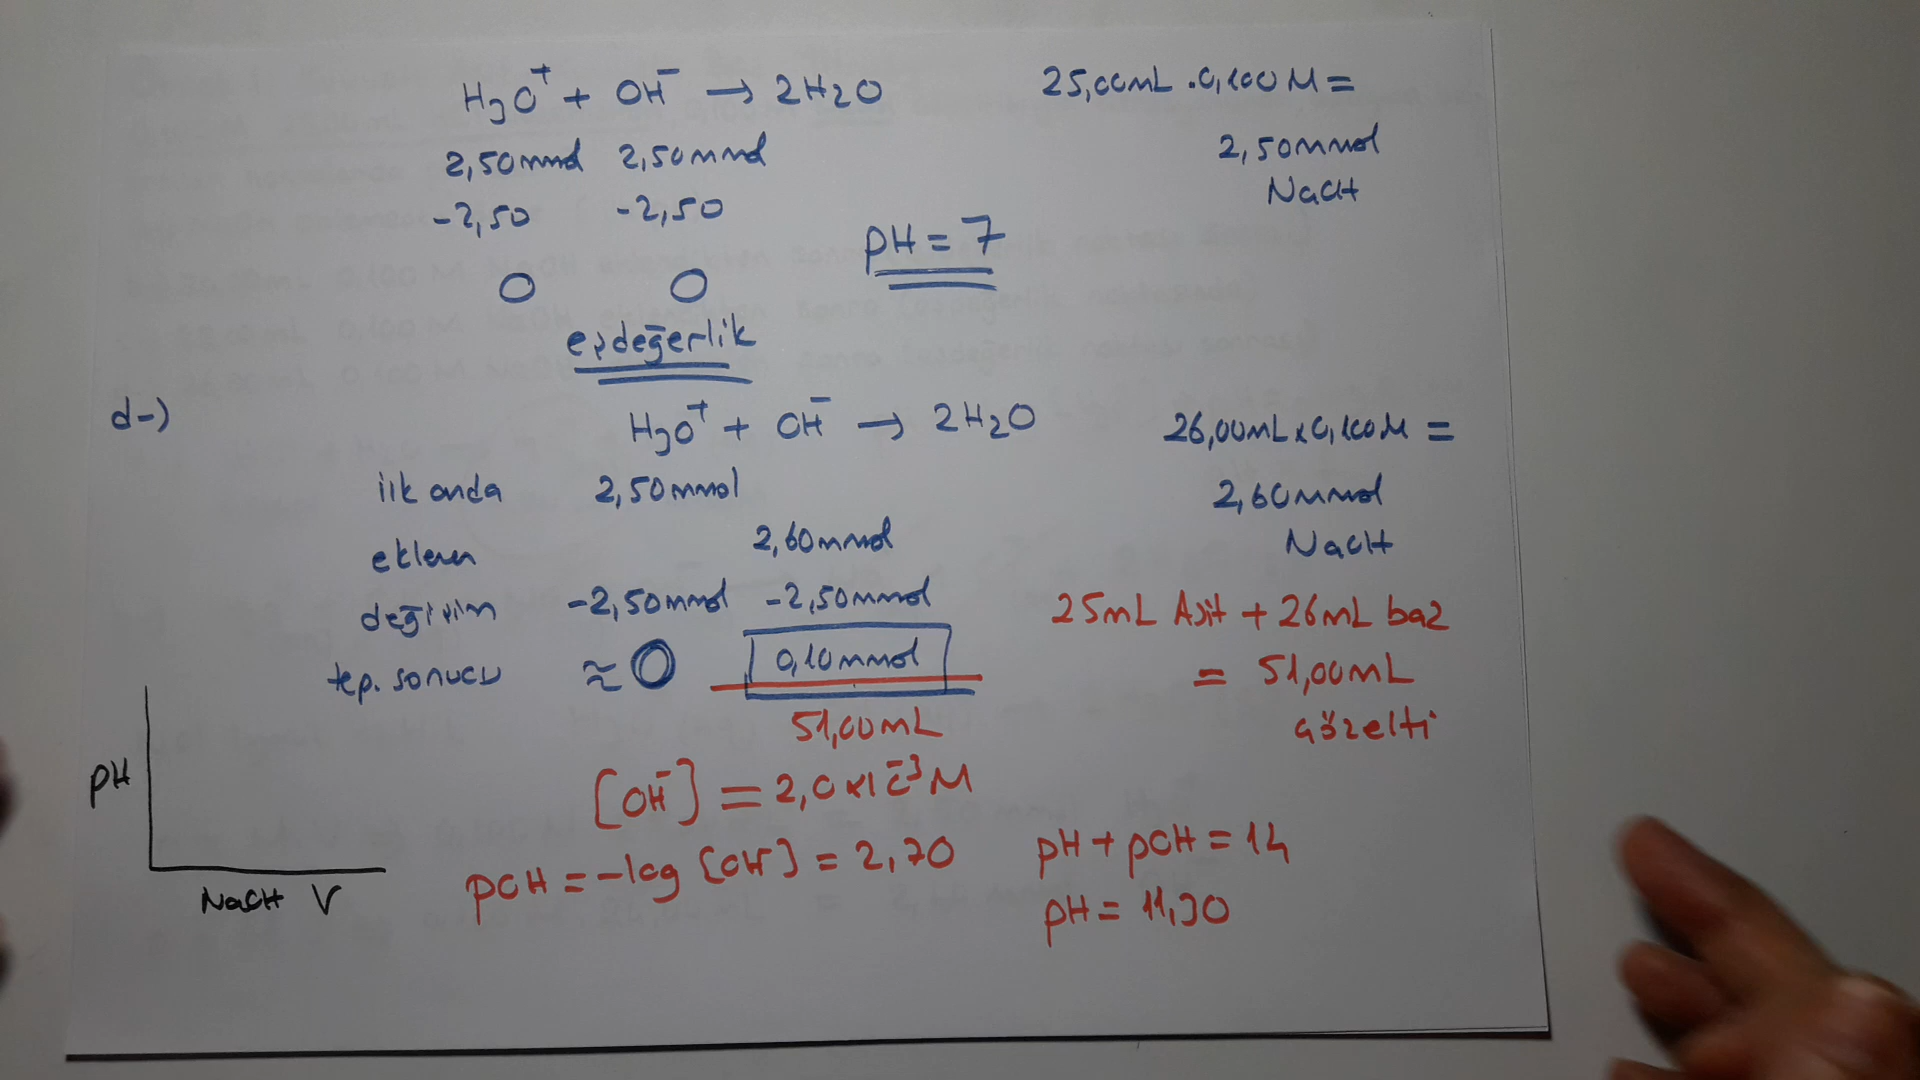 H₃O⁺ + OH⁻ → 2H₂O
25,00mL . 0,100M =
2,50mmol 2,50mmol
2,50mmol
NaOH
-2,50 -2,50
pH = 7
0 0
eşdeğerlik
d-)
H₃O⁺ + OH⁻ → 2H₂O
26,00mL x 0,100M =
ilk anda 2,50mmol
2,60mmol
NaOH
eklenen 2,60mmol
değişim -2,50mmol -2,50mmol
25mL Asit + 26mL baz
tep. sonucu ≈ 0 0,10mmol
= 51,00mL
51,00mL
çözelti
pH
[OH⁻] = 2,0x10⁻³M
pOH = -log [OH⁻] = 2,70
pH + pOH = 14
NaOH V
pH = 11,30